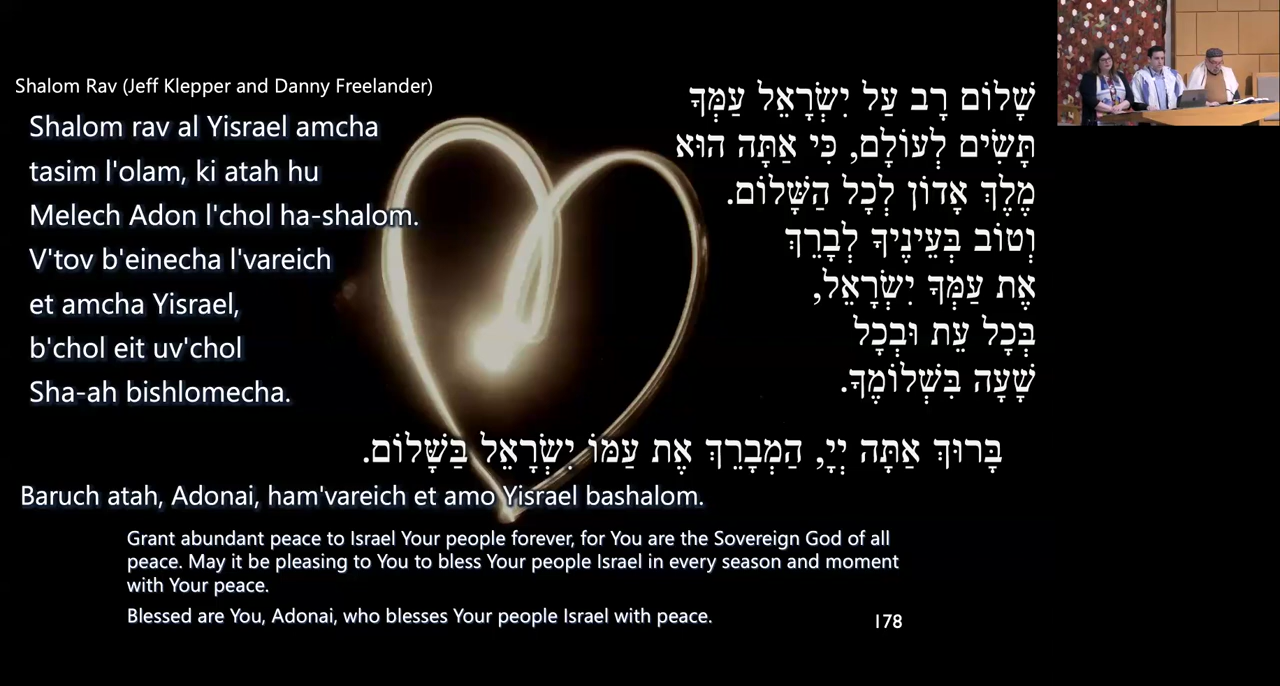 Shalom Rav (Jeff Klepper and Danny Freelander)
Shalom rav al Yisrael amcha
tasim l'olam, ki atah hu
Melech Adon l'chol ha-shalom.
V'tov b'einecha l'vareich
et amcha Yisrael,
b'chol eit uv'chol
Sha-ah bishlomecha.
שָׁלוֹם רָב עַל יִשְׂרָאֵל עַמְּךָ
תָּשִׂים לְעוֹלָם, כִּי אַתָּה הוּא
מֶלֶךְ אָדוֹן לְכָל הַשָּׁלוֹם.
וְטוֹב בְּעֵינֶיךָ לְבָרֵךְ
אֶת עַמְּךָ יִשְׂרָאֵל,
בְּכָל עֵת וּבְכָל
שָׁעָה בִּשְׁלוֹמֶךָ.
בָּרוּךְ אַתָּה יְיָ, הַמְבָרֵךְ אֶת עַמּוֹ יִשְׂרָאֵל בַּשָּׁלוֹם.
Baruch atah, Adonai, ham'vareich et amo Yisrael bashalom.
Grant abundant peace to Israel Your people forever, for You are the Sovereign God of all
peace. May it be pleasing to You to bless Your people Israel in every season and moment
with Your peace.
Blessed are You, Adonai, who blesses Your people Israel with peace.
178